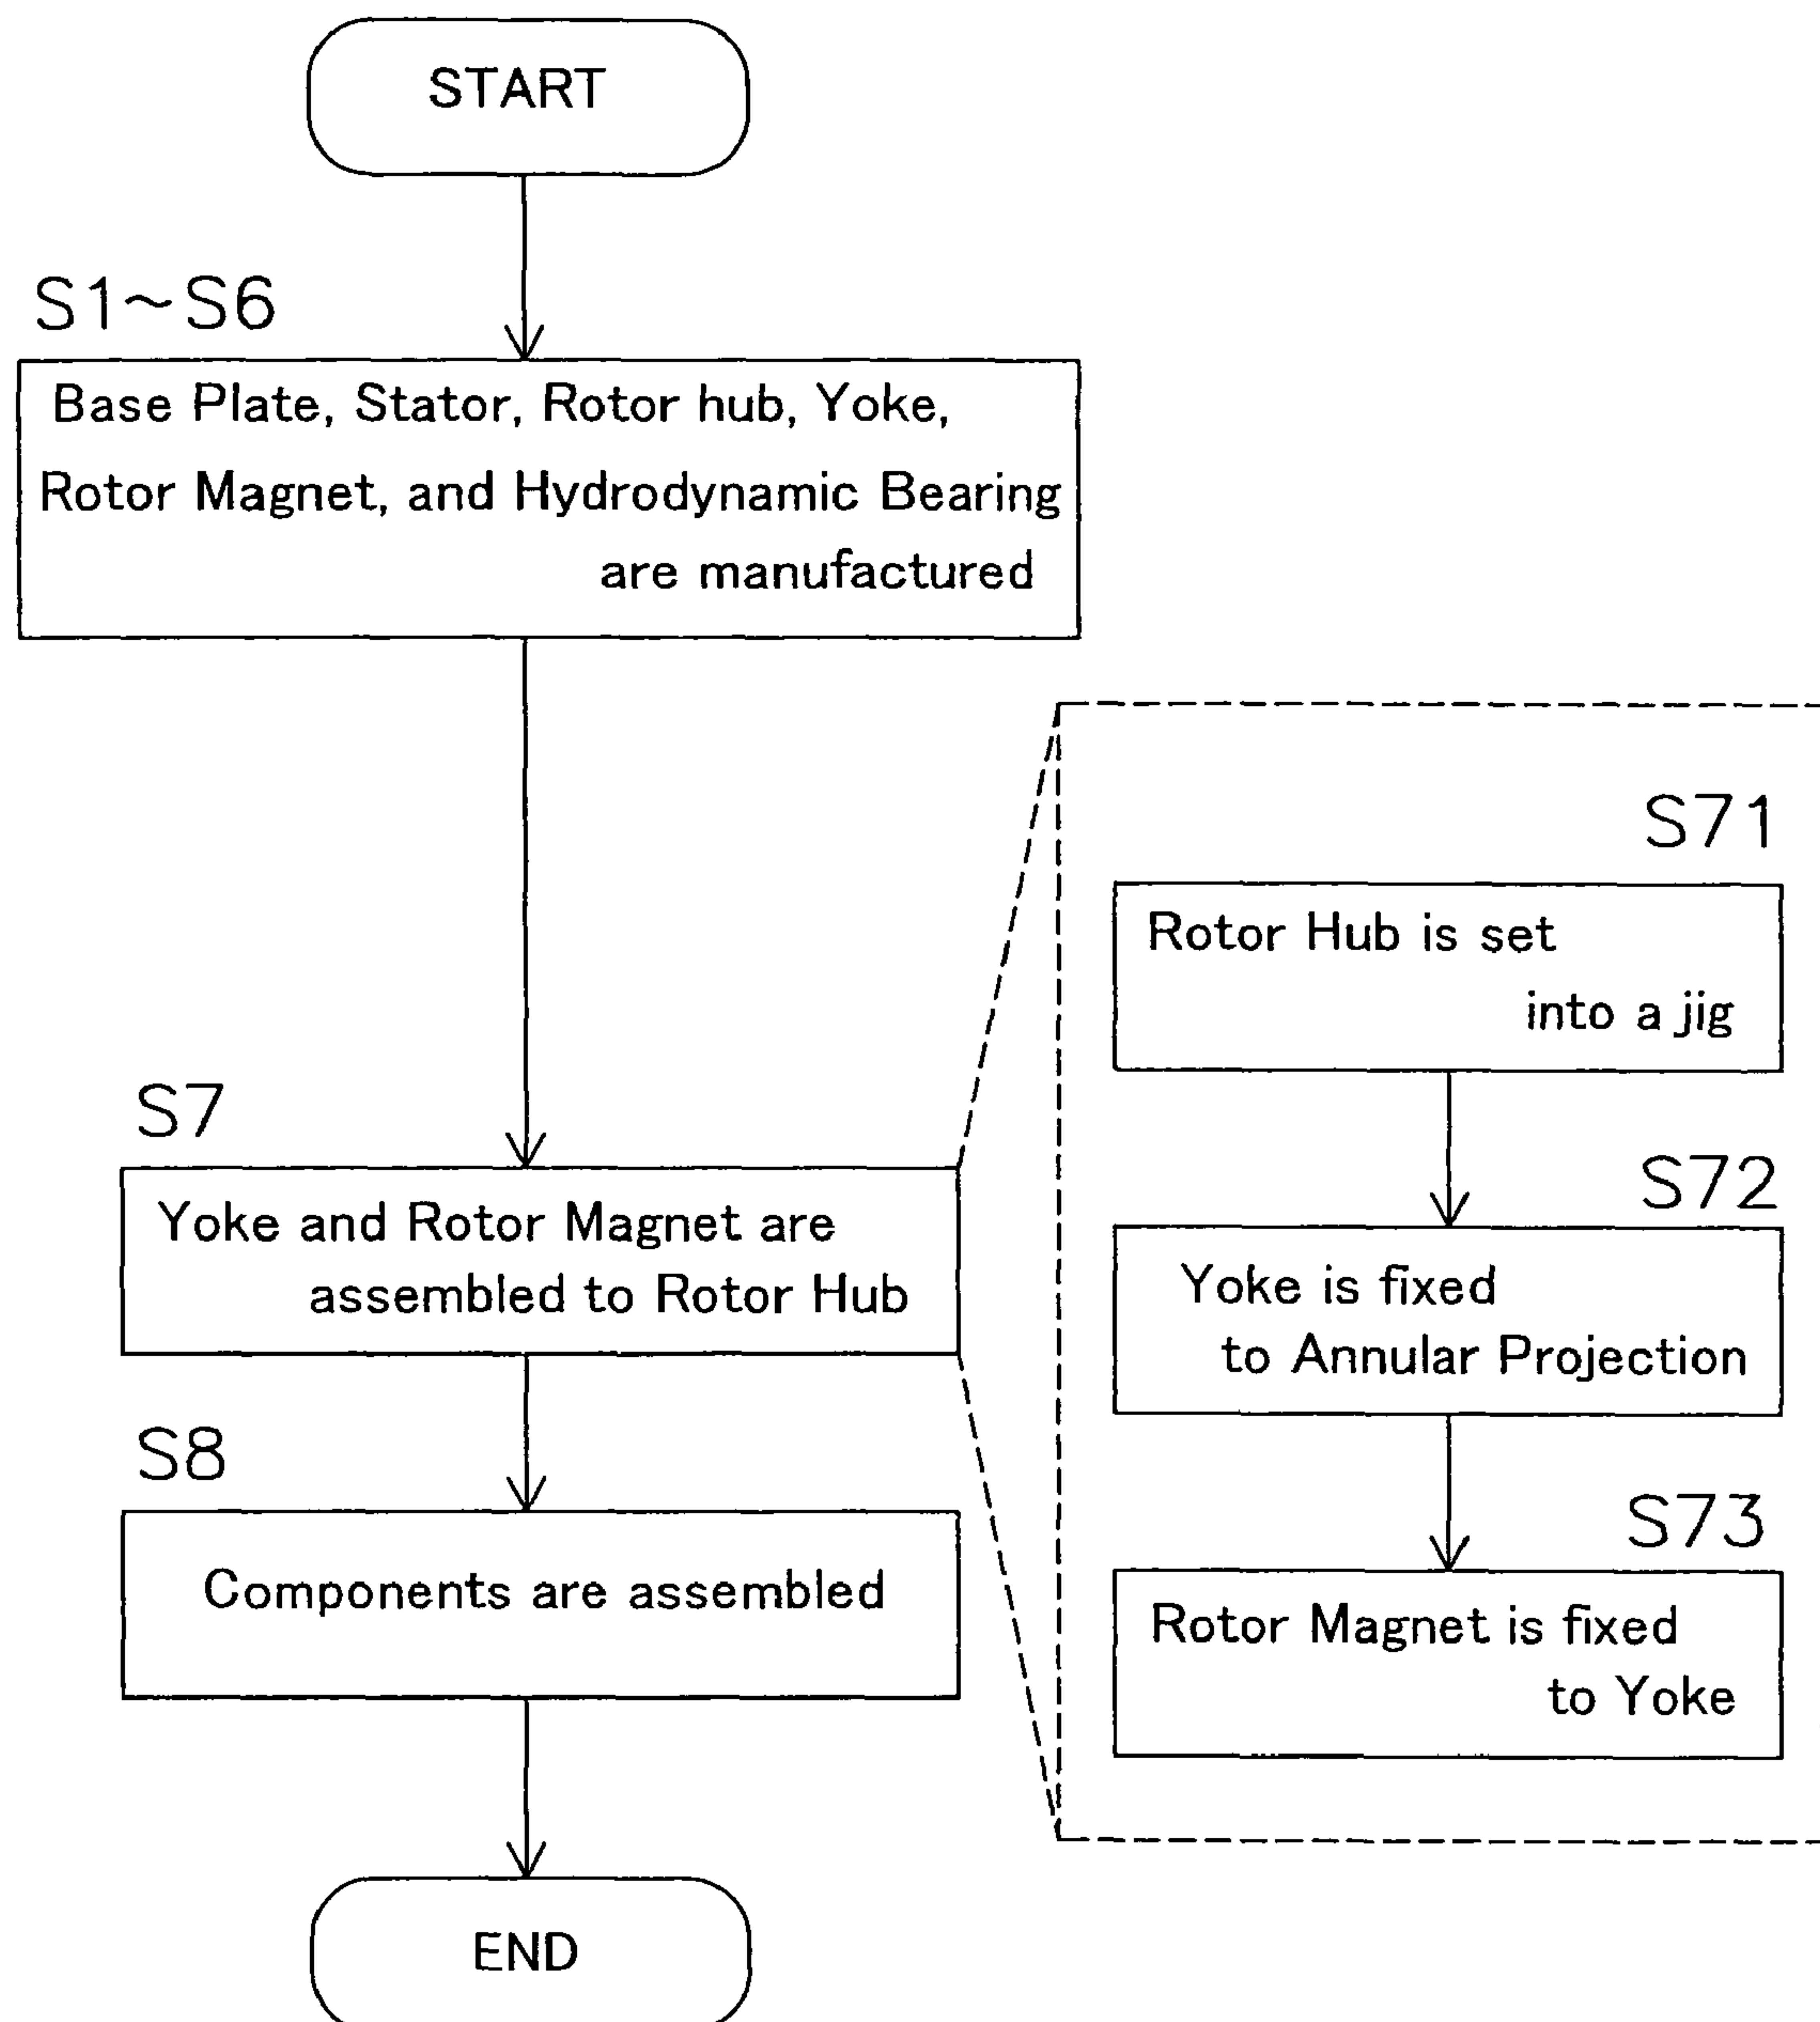 START
S1~S6
Base Plate, Stator, Rotor hub, Yoke,
Rotor Magnet, and Hydrodynamic Bearing
are manufactured
S7
Yoke and Rotor Magnet are
assembled to Rotor Hub
S8
Components are assembled
END
S71
Rotor Hub is set
into a jig
S72
Yoke is fixed
to Annular Projection
S73
Rotor Magnet is fixed
to Yoke